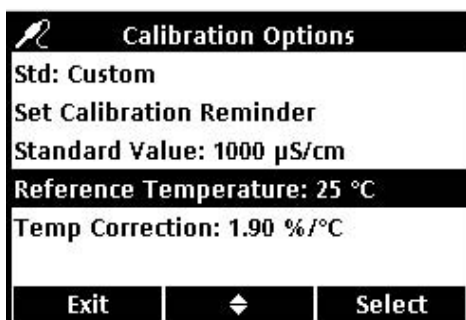 Calibration Options
Std: Custom
Set Calibration Reminder
Standard Value: 1000 µS/cm
Reference Temperature: 25 °C
Temp Correction: 1.90 %/°C
Exit Select